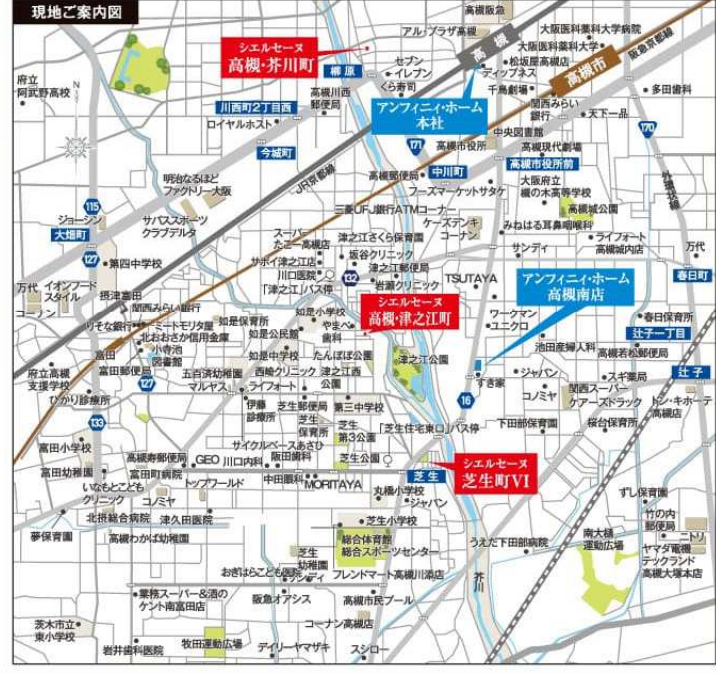 現地ご案内図
高槻阪急
アル・プラザ高槻
大阪医科薬科大学病院
阪急京都線
シエルセーヌ
高槻・芥川町
高槻
大阪医科薬科大学
セブン
イレブン
松坂屋高槻店
高槻市
柳原
ディップネス
府立
阿武野高校
くら寿司
千鳥劇場
多田歯科
川西町2丁目西
高槻川西
郵便局
アンフィニィ・ホーム
本社
関西みらい
銀行
天下一品
ロイヤルホスト
中央図書館
170
171
高槻市役所
高槻現代劇場
今城町
JR京都線
高槻郵便局
中川町
高槻市役所前
外環状線
明治なるほど
ファクトリー大阪
フーズマーケットサタケ
大阪府立
槻の木高等学校
三菱UFJ銀行ATMコーナー
高槻城公園
115
ジョーシン
サバススポーツ
クラブデルタ
ケーズデンキ
コーナン
みねはる耳鼻咽喉科
大畑町
スーパー
たこー高槻店
津之江さくら保育園
サンディ
ライフォート
高槻城内店
万代
127
第四中学校
サボイ津之江店
坂谷クリニック
川口医院
132
津之江郵便局
春日町
万代
イオンフード
スタイル
摂津富田
「津之江」バス停
岩瀬クリニック
TSUTAYA
アンフィニィ・ホーム
高槻南店
コーナン
関西みらい銀行
シエルセーヌ
高槻・津之江町
りそな銀行
ミートモリタ屋
如是保育所
如是小学校
ワークマン
ユニクロ
春日保育所
北おおさか信用金庫
如是公民館
やまべ
歯科
辻子一丁目
富田
小寺池
図書館
池田産婦人科
高槻若松郵便局
富田郵便局
如是中学校
たんぽぽ公園
津之江公園
辻子
府立高槻
支援学校
127
五百済幼稚園
西崎クリニック
津之江西
公園
すき家
ジャパン
スギ薬局
マルヤス
ライフォート
16
コノミヤ
関西スーパー
ひかり診療所
伊藤
診療所
芝生郵便局
第三中学校
ケアーズドラック
ドン・キホーテ
高槻店
133
芝生
保育所
芝生
第3公園
「芝生住宅東口」バス停
下田部保育園
桜台保育所
富田小学校
サイクルベースあさひ
高槻寿郵便局
GEO
川口内科
阪田歯科
芝生公園
シエルセーヌ
芝生町VI
富田幼稚園
富田町病院
芝生
いなもとこども
クリニック
トップワールド
中田眼科
MORITAYA
コノミヤ
丸橋小学校
ジャパン
ずし保育園
北摂総合病院
津久田医院
芝生小学校
竹の内
郵便局
夢保育園
高槻わかば幼稚園
総合体育館
総合スポーツセンター
うえだ下田部病院
南大樋
運動広場
ニトリ
芝生
幼稚園
ヤマダ電機
テックランド
高槻大塚本店
おぎはらこども医院
サンディ
フレンドマート高槻川添店
芥川
業務スーパー&酒の
ケント南富田店
阪急オアシス
高槻市民プール
茨木市立
東小学校
コーナン高槻店
岩井歯科医院
牧田運動広場
デイリーヤマザキ
スシロー